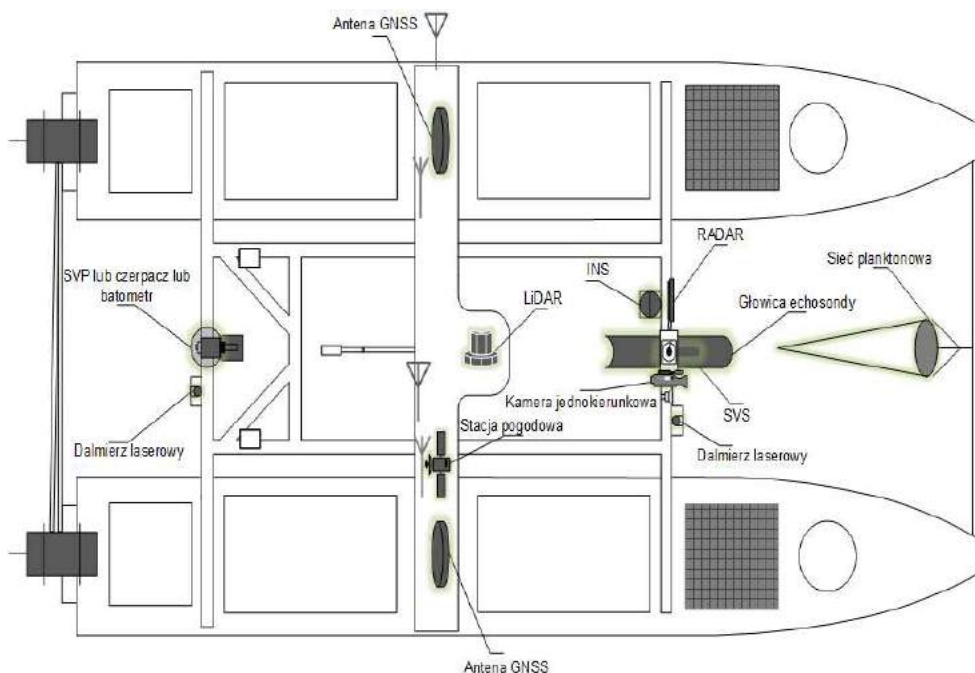 Antena GNSS
RADAR
SVP lub czerpacz lub
batometr
INS
Sieć planktonowa
LiDAR
Głowica echosondy
Kamera jednokierunkowa
SVS
Stacja pogodowa
Dalmierz laserowy
Dalmierz laserowy
Antena GNSS